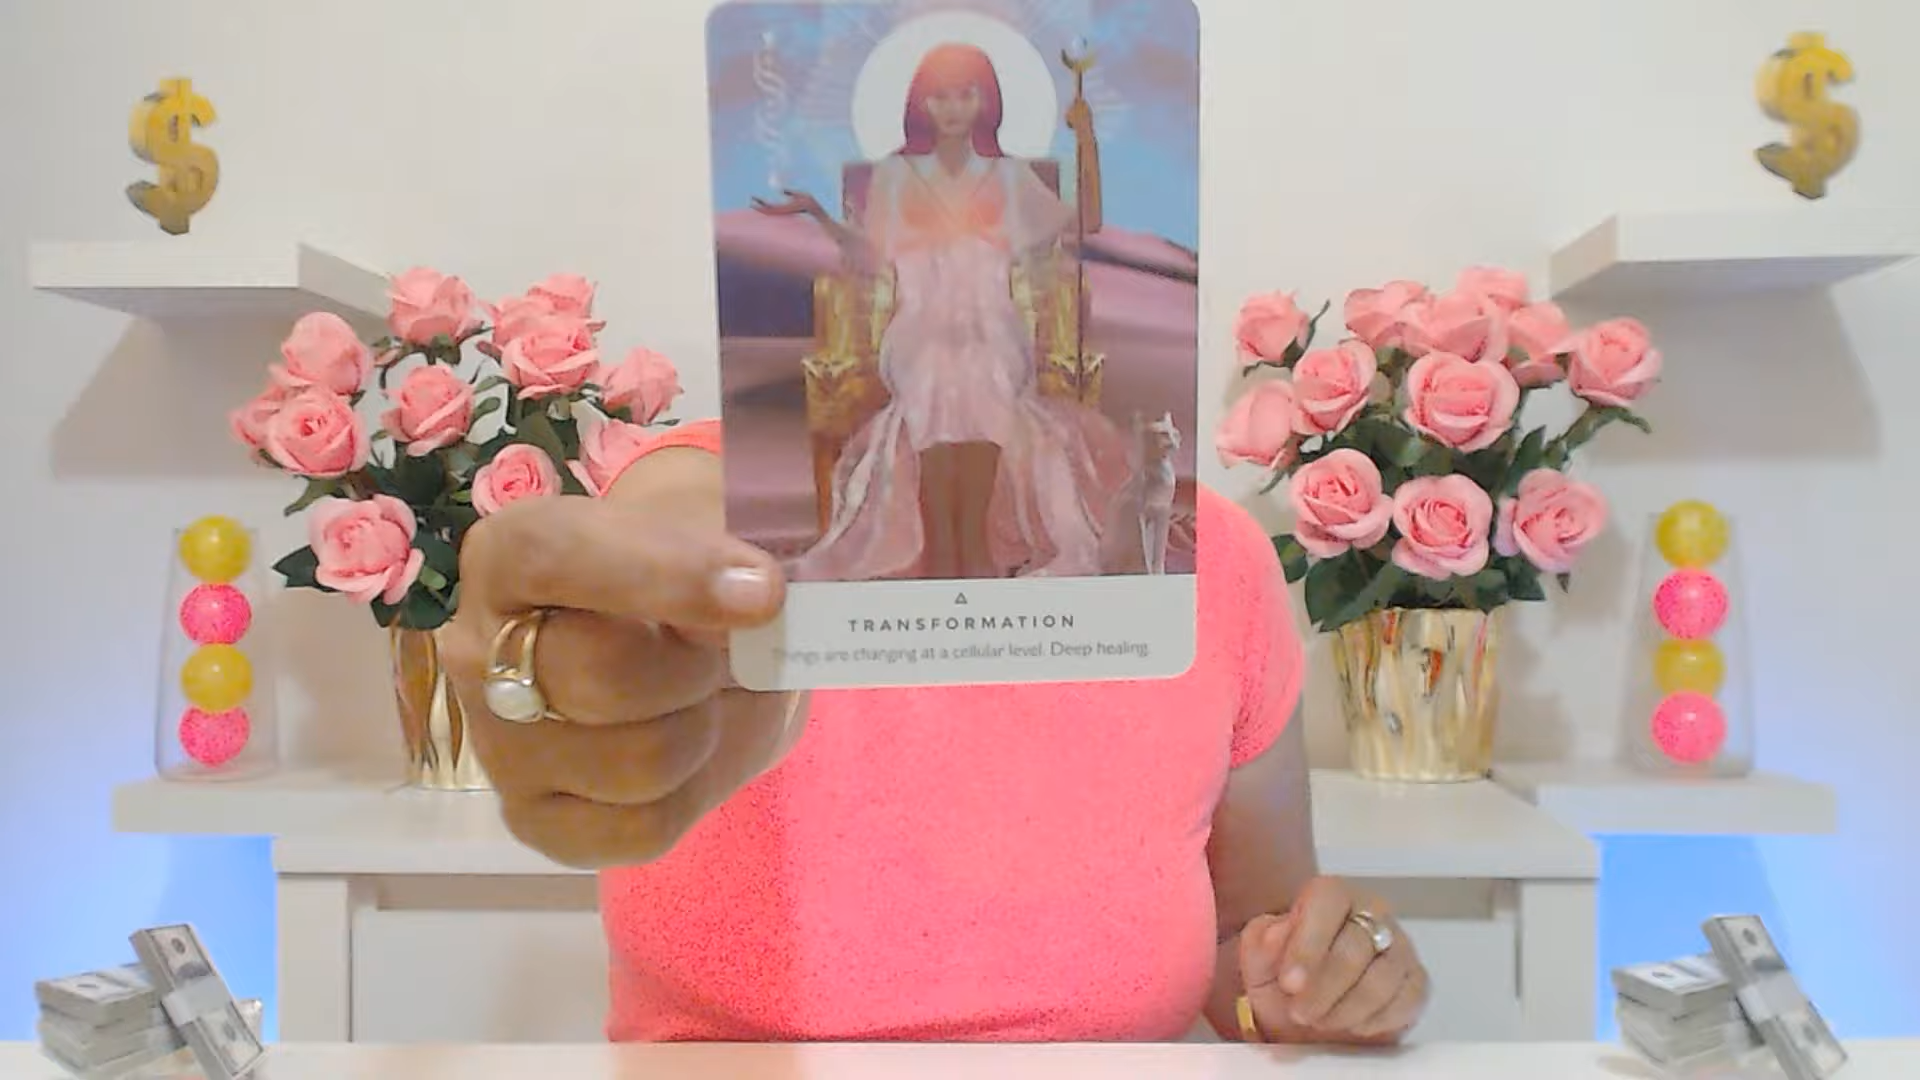 TRANSFORMATION
Things are changing at a cellular level. Deep healing.